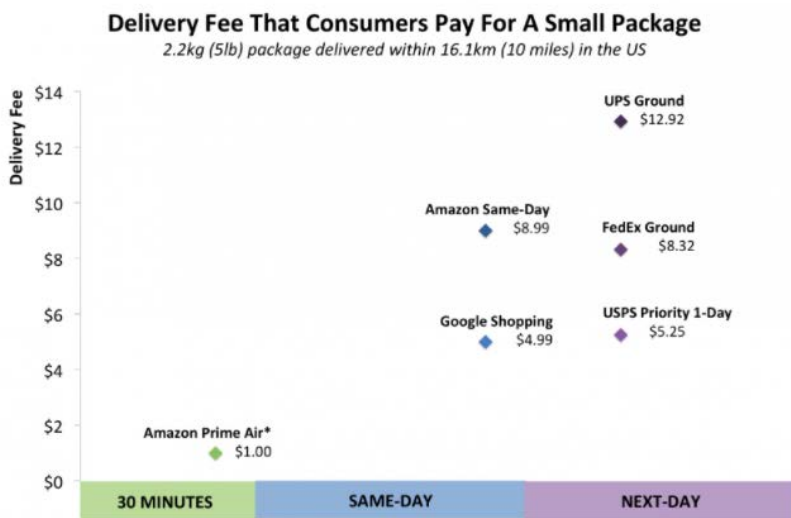 Delivery Fee That Consumers Pay For A Small Package
2.2kg (5lb) package delivered within 16.1km (10 miles) in the US
Delivery Fee
$14
$12
$10
$8
$6
$4
$2
$0
UPS Ground
$12.92
Amazon Same-Day
$8.99
FedEx Ground
$8.32
Google Shopping
$4.99
USPS Priority 1-Day
$5.25
Amazon Prime Air*
$1.00
30 MINUTES
SAME-DAY
NEXT-DAY